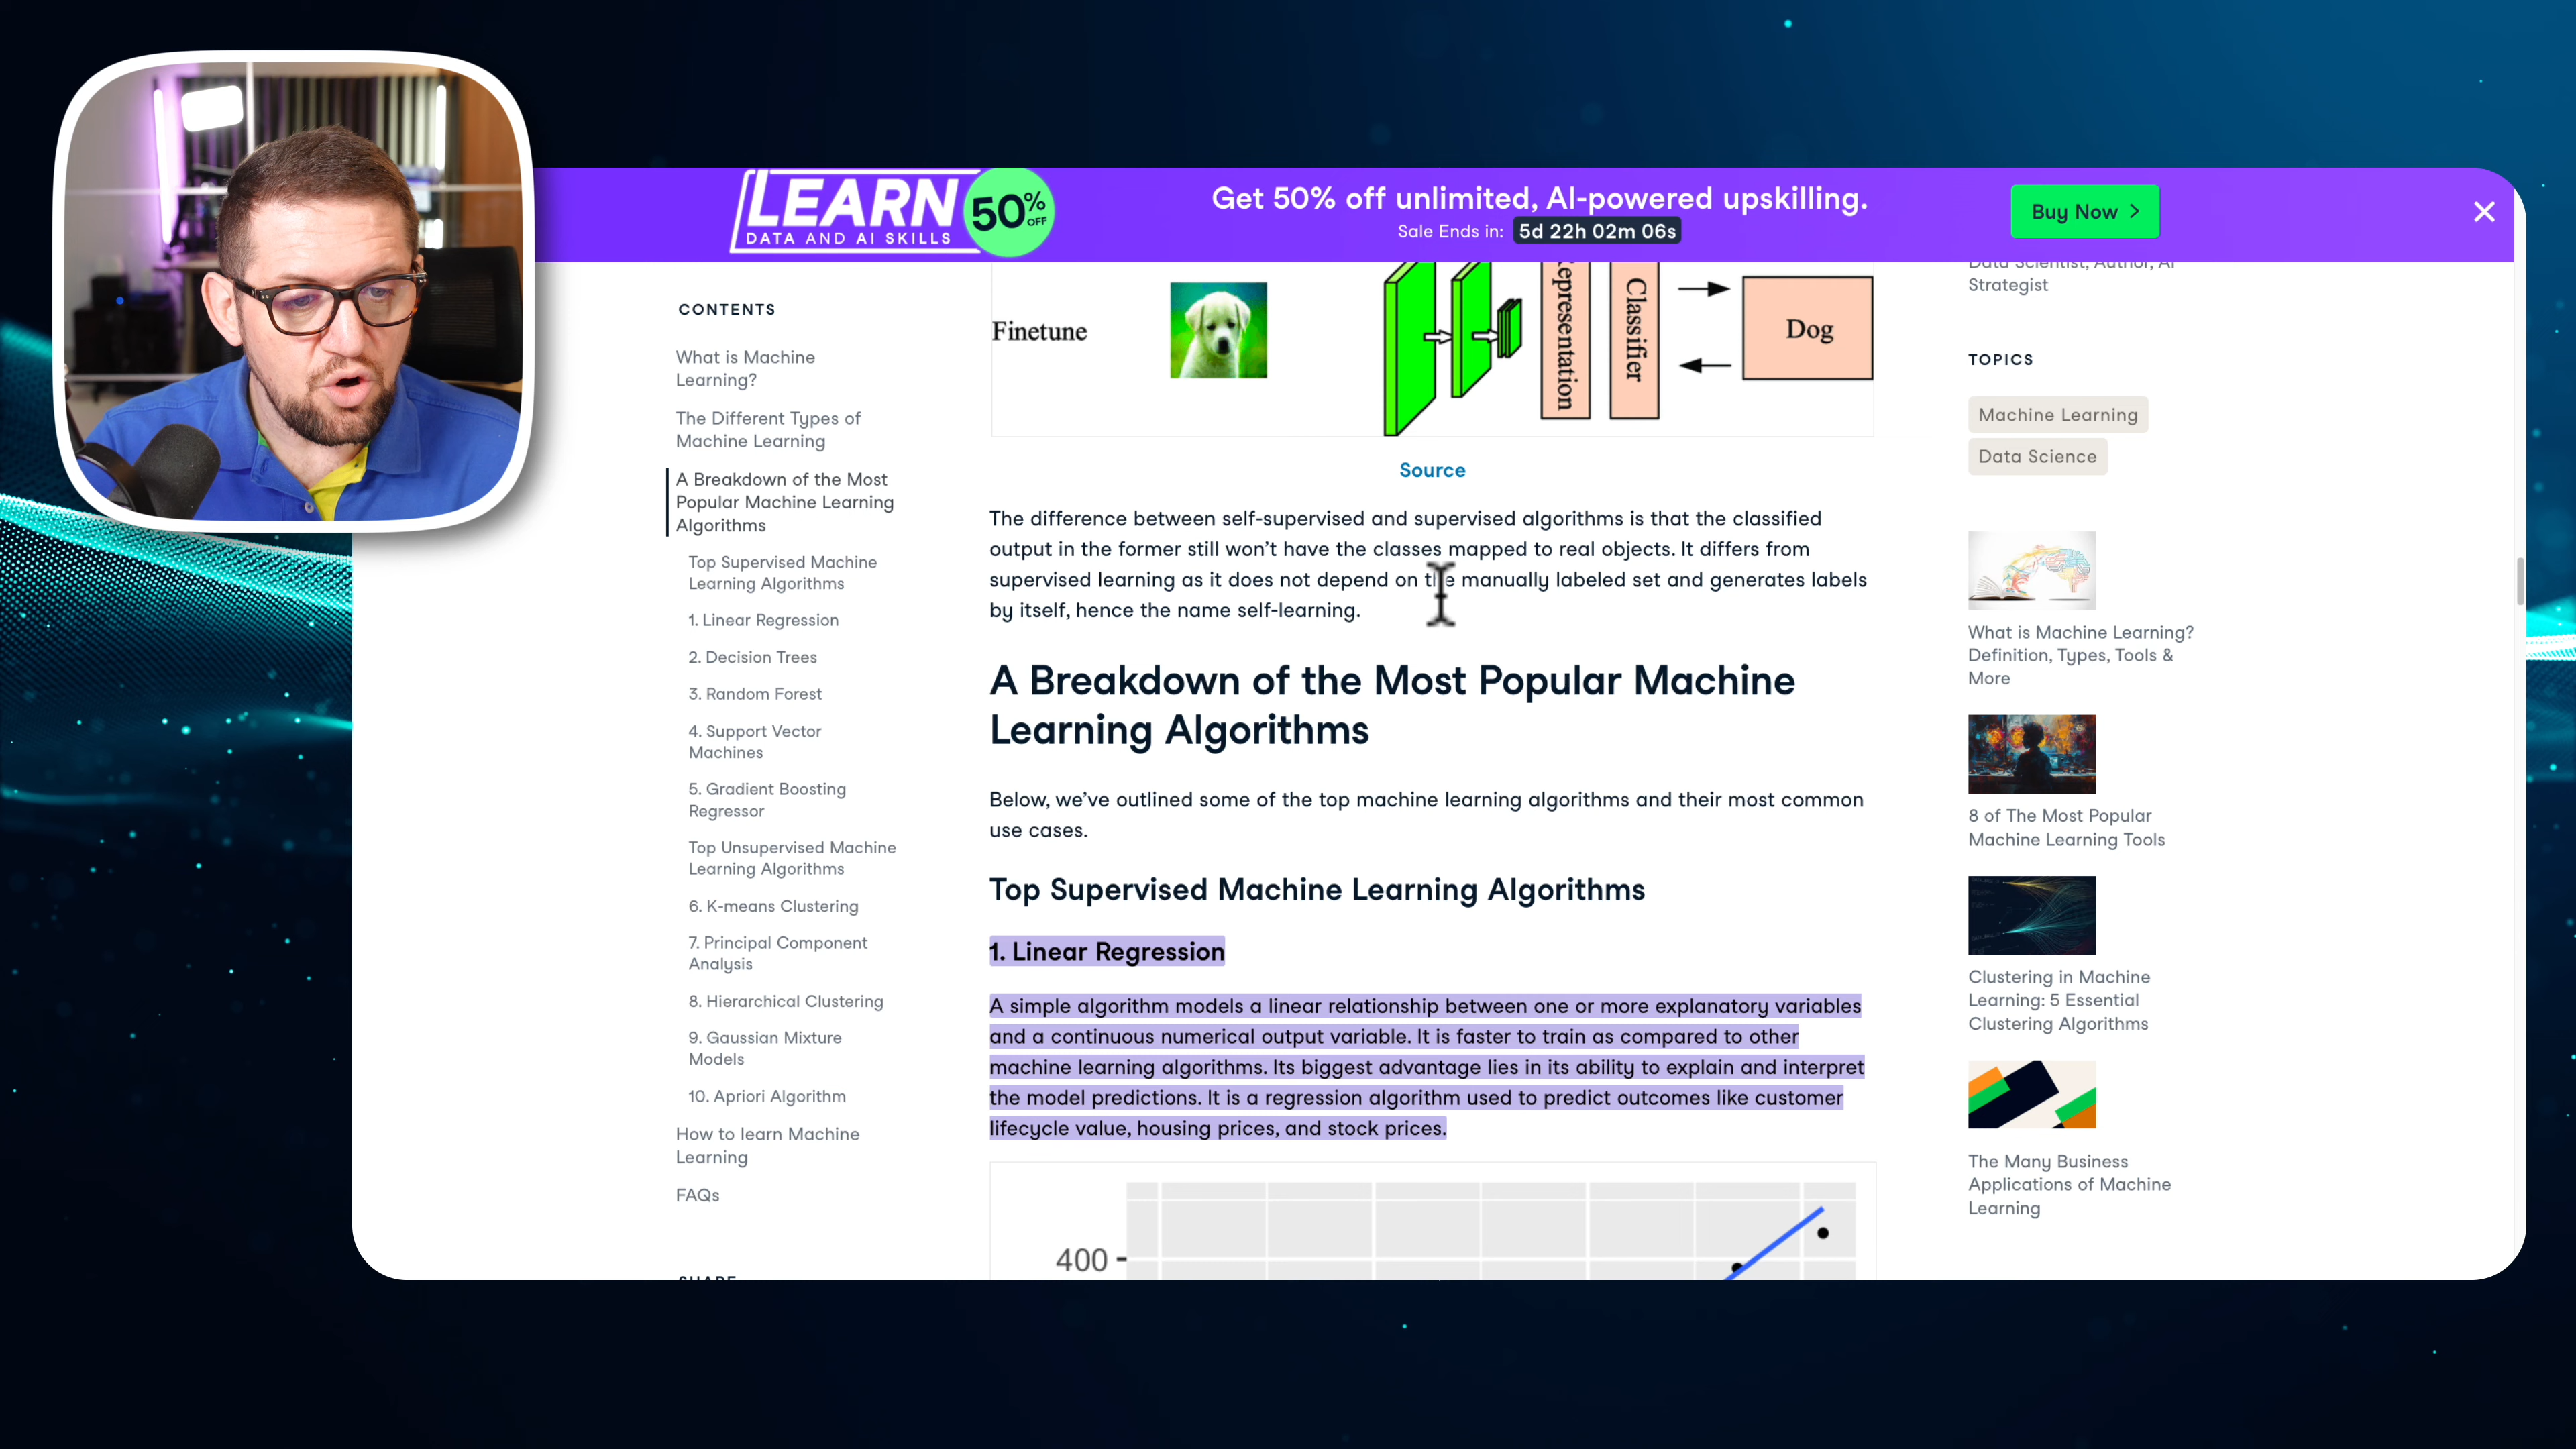 LEARN
DATA AND AI SKILLS
50%
OFF
Get 50% off unlimited, AI-powered upskilling.
Sale Ends in: 5d 22h 02m 06s
Buy Now
CONTENTS
What is Machine
Learning?
The Different Types of
Machine Learning
A Breakdown of the Most
Popular Machine Learning
Algorithms
Top Supervised Machine
Learning Algorithms
1. Linear Regression
2. Decision Trees
3. Random Forest
4. Support Vector
Machines
5. Gradient Boosting
Regressor
Top Unsupervised Machine
Learning Algorithms
6. K-means Clustering
7. Principal Component
Analysis
8. Hierarchical Clustering
9. Gaussian Mixture
Models
10. Apriori Algorithm
How to learn Machine
Learning
FAQs
SHARE
Finetune
Representation
Classifier
Dog
Source
The difference between self-supervised and supervised algorithms is that the classified
output in the former still won't have the classes mapped to real objects. It differs from
supervised learning as it does not depend on the manually labeled set and generates labels
by itself, hence the name self-learning.
A Breakdown of the Most Popular Machine
Learning Algorithms
Below, we've outlined some of the top machine learning algorithms and their most common
use cases.
Top Supervised Machine Learning Algorithms
1. Linear Regression
A simple algorithm models a linear relationship between one or more explanatory variables
and a continuous numerical output variable. It is faster to train as compared to other
machine learning algorithms. Its biggest advantage lies in its ability to explain and interpret
the model predictions. It is a regression algorithm used to predict outcomes like customer
lifecycle value, housing prices, and stock prices.
400
Data Scientist, Author, AI
Strategist
TOPICS
Machine Learning
Data Science
What is Machine Learning?
Definition, Types, Tools &
More
8 of The Most Popular
Machine Learning Tools
Clustering in Machine
Learning: 5 Essential
Clustering Algorithms
The Many Business
Applications of Machine
Learning